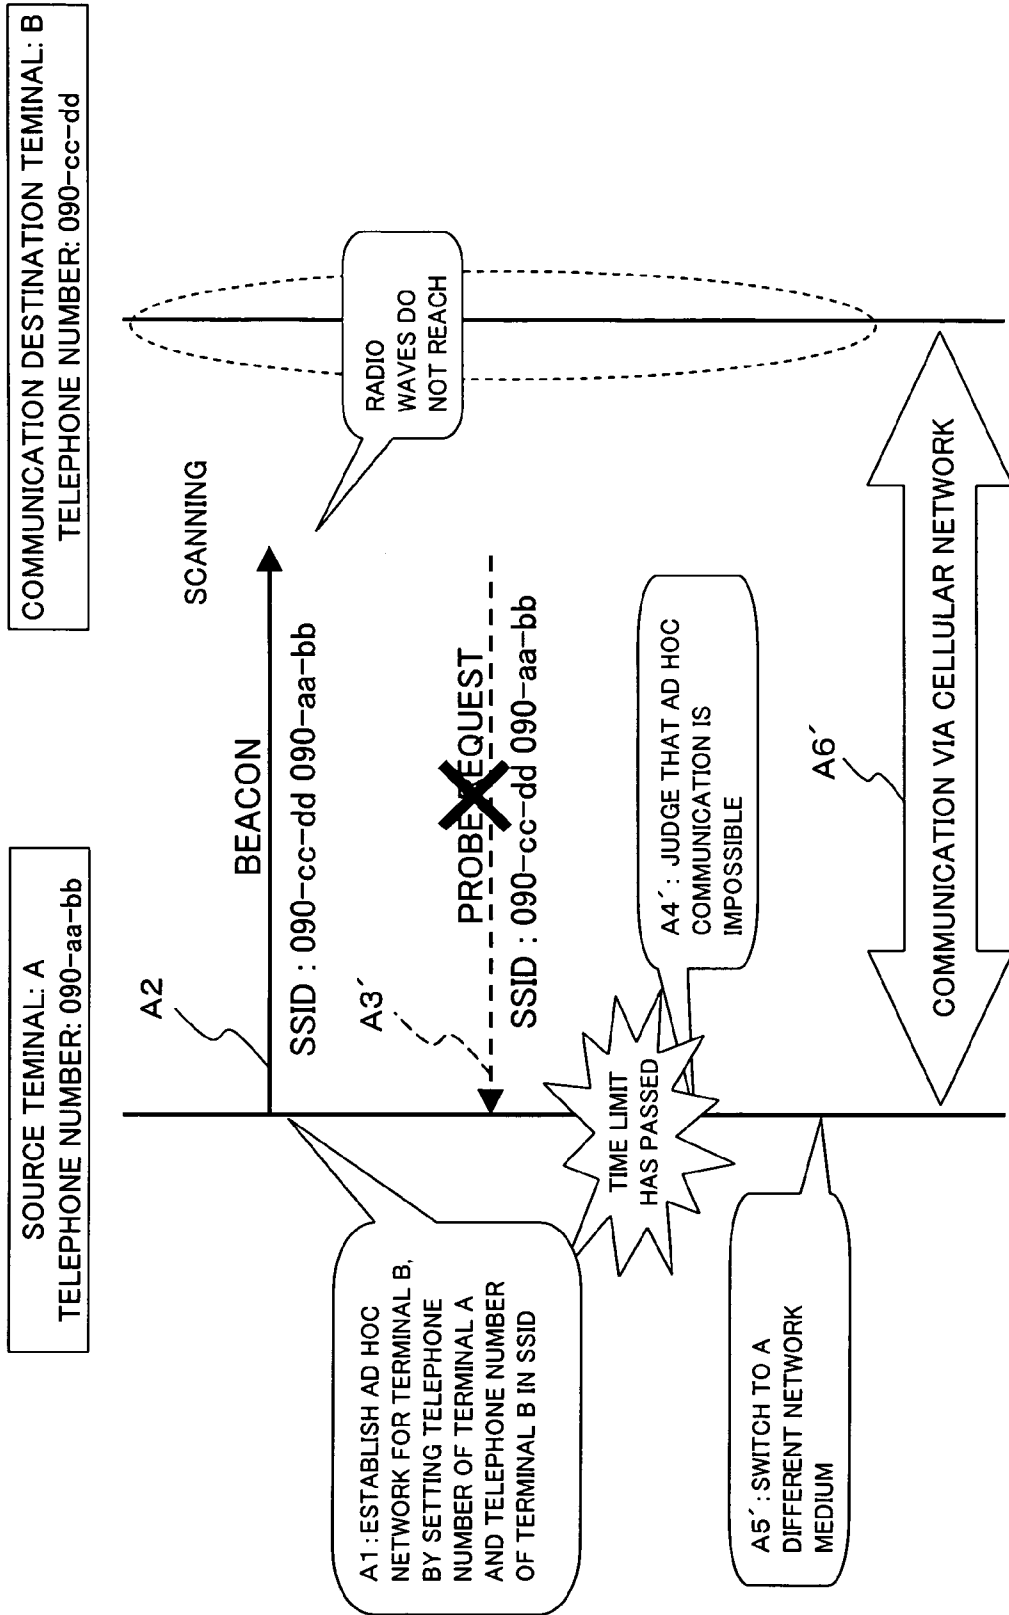 SOURCE TEMINAL: A
TELEPHONE NUMBER: 090-aa-bb
COMMUNICATION DESTINATION TEMINAL: B
TELEPHONE NUMBER: 090-cc-dd
A2
BEACON
SCANNING
SSID : 090-cc-dd 090-aa-bb
RADIO
WAVES DO
NOT REACH
A1:ESTABLISH AD HOC
NETWORK FOR TERMINAL B,
BY SETTING TELEPHONE
NUMBER OF TERMINAL A
AND TELEPHONE NUMBER
OF TERMINAL B IN SSID
A3´
PROBE REQUEST
SSID : 090-cc-dd 090-aa-bb
TIME LIMIT
HAS PASSED
A4´: JUDGE THAT AD HOC
COMMUNICATION IS
IMPOSSIBLE
A5´:SWITCH TO A
DIFFERENT NETWORK
MEDIUM
A6´
COMMUNICATION VIA CELLULAR NETWORK